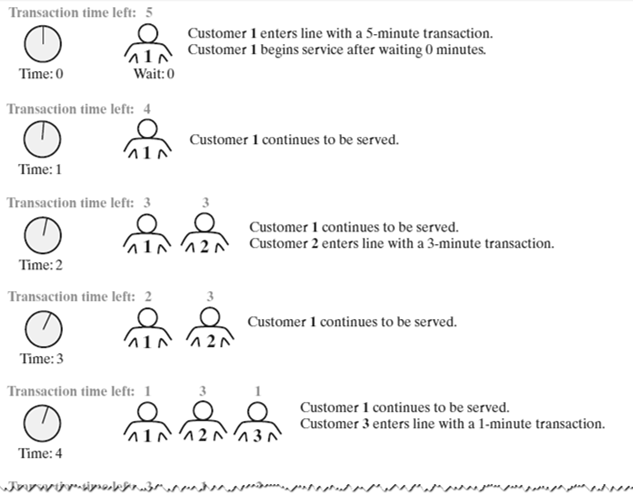 Transaction time left: 5
Customer 1 enters line with a 5-minute transaction.
Customer 1 begins service after waiting 0 minutes.
1
Time: 0
Wait: 0
Transaction time left: 4
Customer 1 continues to be served.
1
Time: 1
Transaction time left: 3 3
Customer 1 continues to be served.
Customer 2 enters line with a 3-minute transaction.
1 2
Time: 2
Transaction time left: 2 3
Customer 1 continues to be served.
1 2
Time: 3
Transaction time left: 1 3 1
Customer 1 continues to be served.
Customer 3 enters line with a 1-minute transaction.
1 2 3
Time: 4